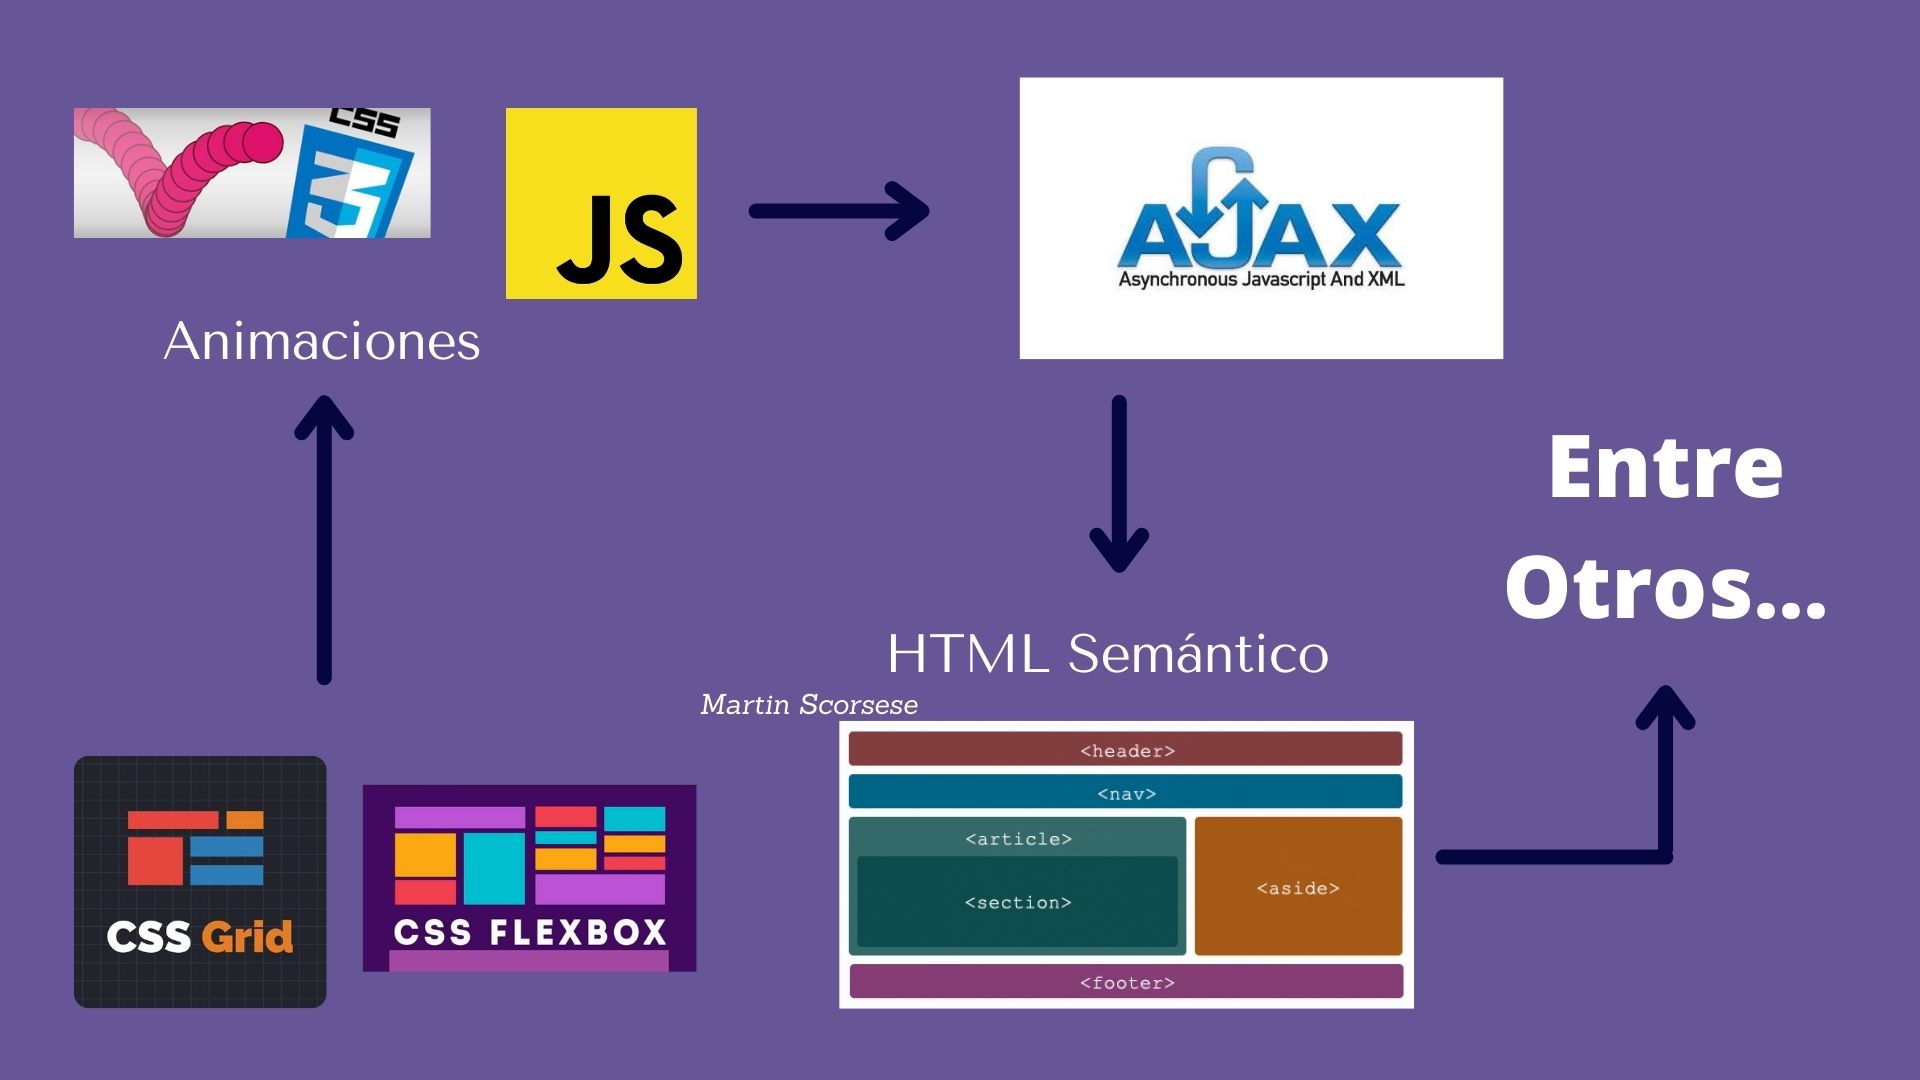 CSS
3
JS
AJAX
Asynchronous Javascript And XML
Animaciones
Entre
Otros...
HTML Semántico
Martin Scorsese
<header>
<nav>
<article>
<section>
<aside>
<footer>
CSS Grid
CSS FLEXBOX